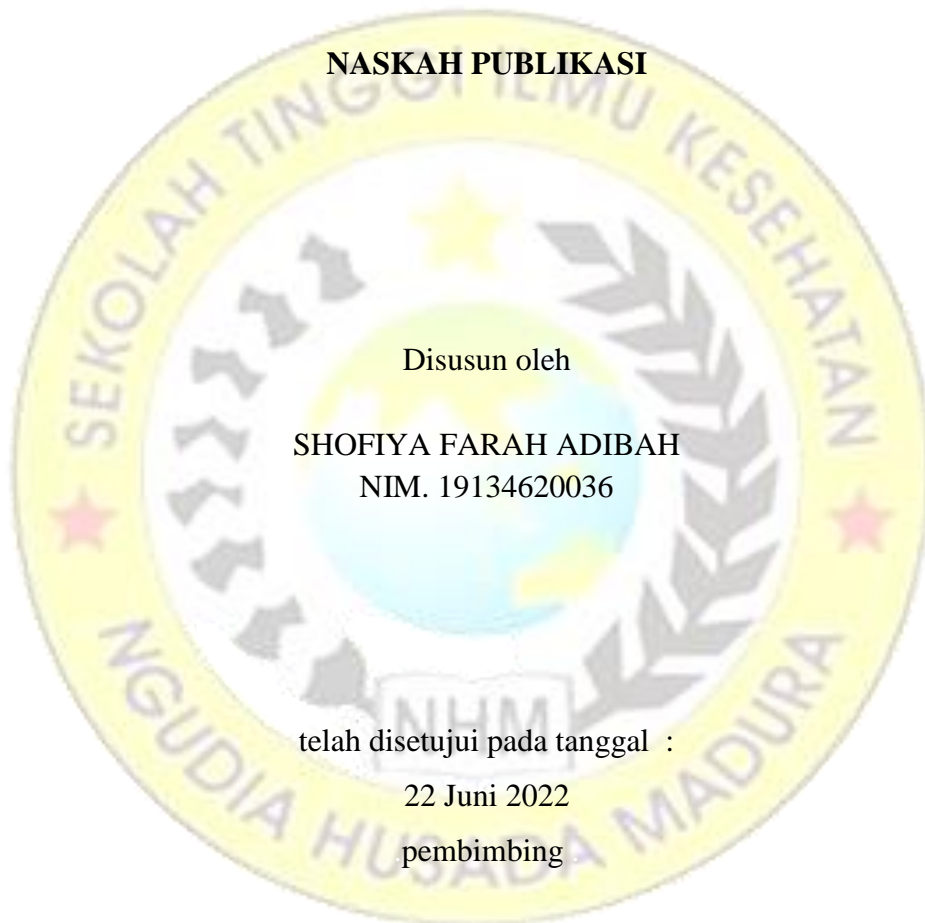 NASKAH PUBLIKASI
SEKOLAH TINGGI ILMU KESEHATAN
Disusun oleh
SHOFIYA FARAH ADIBAH
NIM. 19134620036
NHM
telah disetujui pada tanggal :
22 Juni 2022
pembimbing
NGUDIA HUSADA MADURA